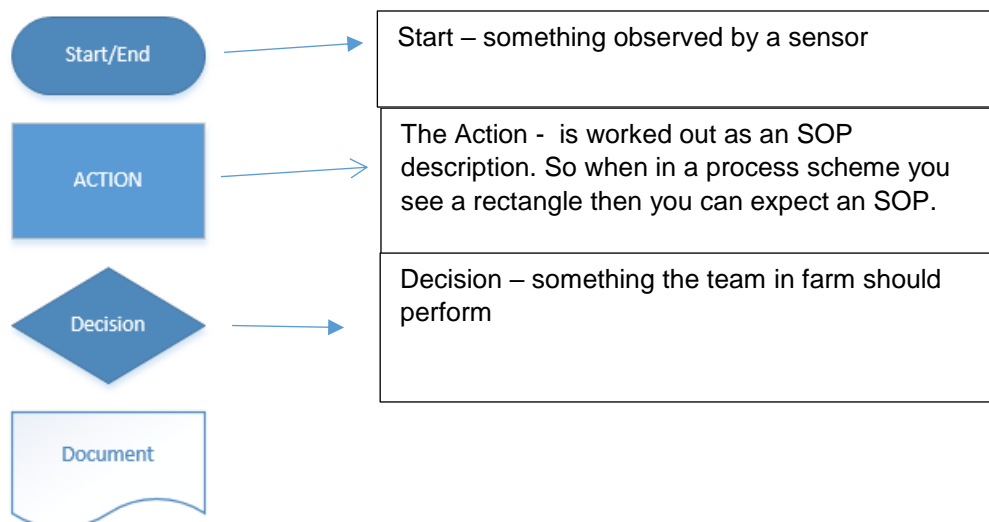 Start/End
Start – something observed by a sensor
ACTION
The Action -  is worked out as an SOP
description. So when in a process scheme you
see a rectangle then you can expect an SOP.
Decision
Decision – something the team in farm should
perform
Document